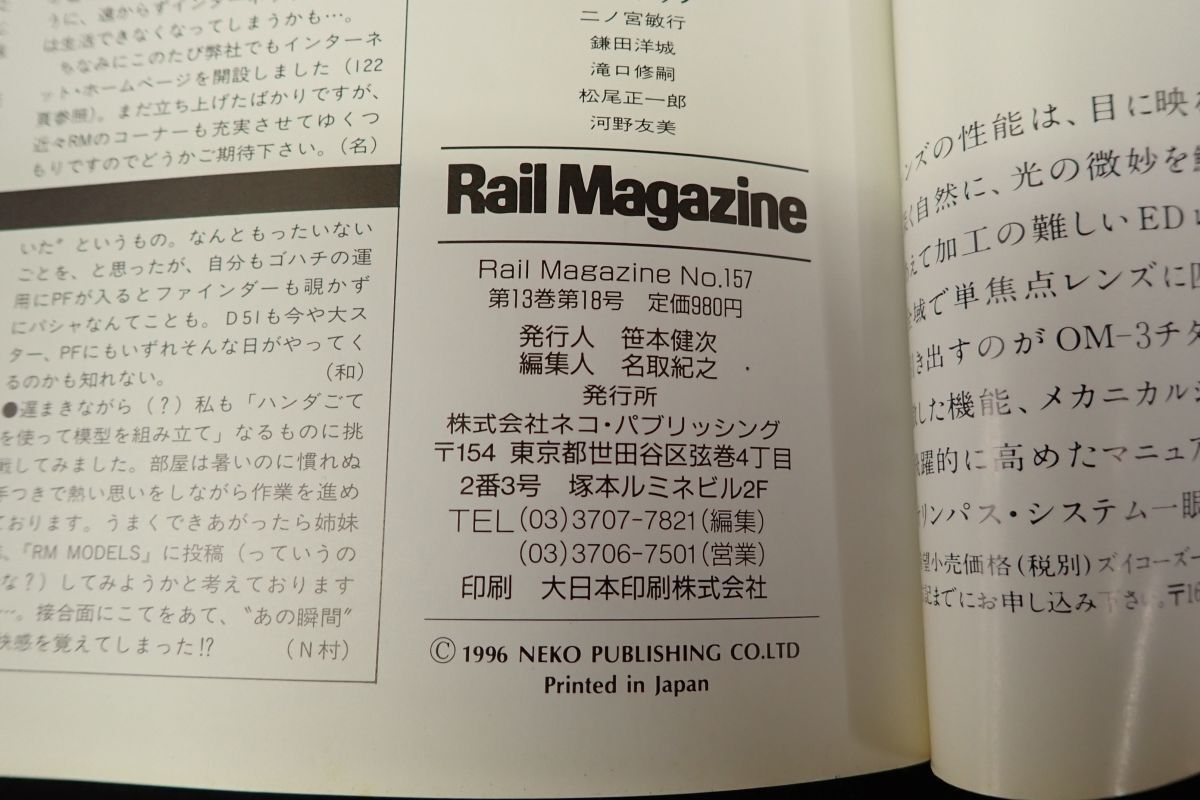 は生活できなくなってしまうかも…。
ちなみにこのたび弊社でもインターネ
ット・ホームページを開設しました（122
頁参照）。まだ立ち上げたばかりですが、
近々RMのコーナーも充実させてゆくつ
もりですのでどうかご期待下さい。（名）
いた”というもの。なんともったいない
ことを、と思ったが、自分もゴハチの運
用にPFが入るとファインダーも覗かず
にパシャなんてことも。D51も今や大ス
ター、PFにもいずれそんな日がやってく
るのかも知れない。（和）
●遅まきながら（？）私も「ハンダごて
を使って模型を組み立て」なるものに挑
戦してみました。部屋は暑いのに慣れぬ
手つきで熱い思いをしながら作業を進め
ております。うまくできあがったら姉妹
「RM MODELS」に投稿（っていうの
な？）してみようかと考えております
…。接合面にこてをあて、“あの瞬間”
快感を覚えてしまった!?（N村）
二ノ宮敏行
鎌田洋城
滝口修嗣
松尾正一郎
河野友美
Rail Magazine
Rail Magazine No.157
第13巻第18号 定価980円
発行人 笹本健次
編集人 名取紀之
発行所
株式会社ネコ・パブリッシング
〒154 東京都世田谷区弦巻4丁目
2番3号 塚本ルミネビル2F
TEL(03)3707-7821(編集)
(03)3706-7501(営業)
印刷 大日本印刷株式会社
© 1996 NEKO PUBLISHING CO.LTD
Printed in Japan
ンズの性能は、目に映
く自然に、光の微妙を
えて加工の難しいED
域で単焦点レンズに
き出すのがOM-3チタ
した機能、メカニカル
躍的に高めたマニュア
リンパス・システム一眼
望小売価格(税別)ズイコーズー
記までにお申し込み下さい。〒16